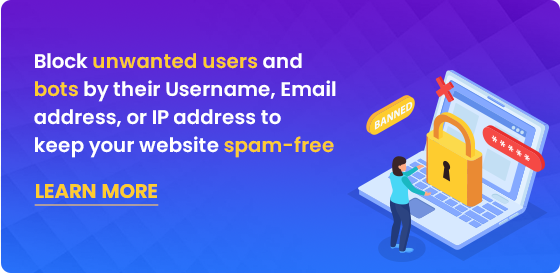 Block unwanted users and
bots by their Username, Email
address, or IP address to
keep your website spam-free
LEARN MORE
BANNED
*****